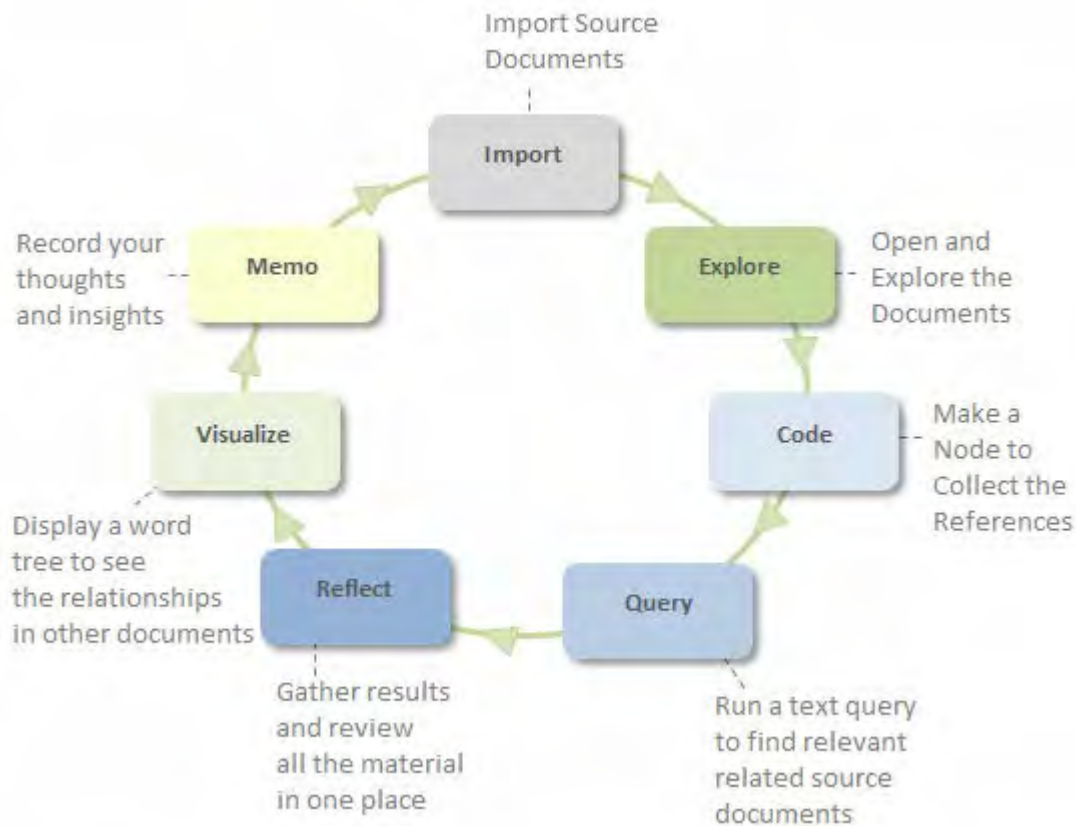 Import Source
Documents
Import
Explore
Open and
Explore the
Documents
Code
Make a
Node to
Collect the
References
Query
Run a text query
to find relevant
related source
documents
Reflect
Gather results
and review
all the material
in one place
Visualize
Display a word
tree to see
the relationships
in other documents
Memo
Record your
thoughts
and insights